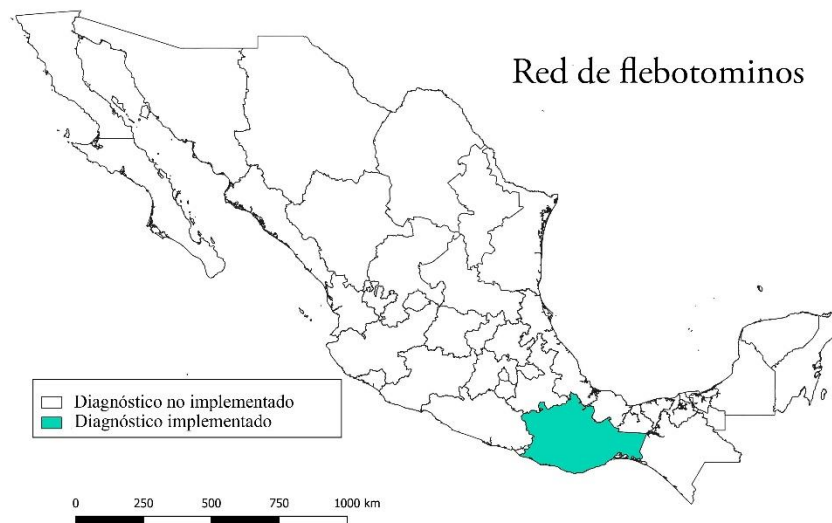 Red de flebotominos
Diagnóstico no implementado
Diagnóstico implementado
0 250 500 750 1000 km